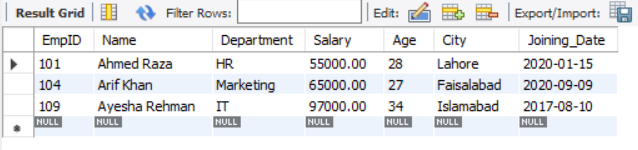 Result Grid Filter Rows: Edit: Export/Import:
EmpID Name Department Salary Age City Joining_Date
101 Ahmed Raza HR 55000.00 28 Lahore 2020-01-15
104 Arif Khan Marketing 65000.00 27 Faisalabad 2020-09-09
109 Ayesha Rehman IT 97000.00 34 Islamabad 2017-08-10
NULL NULL NULL NULL NULL NULL NULL